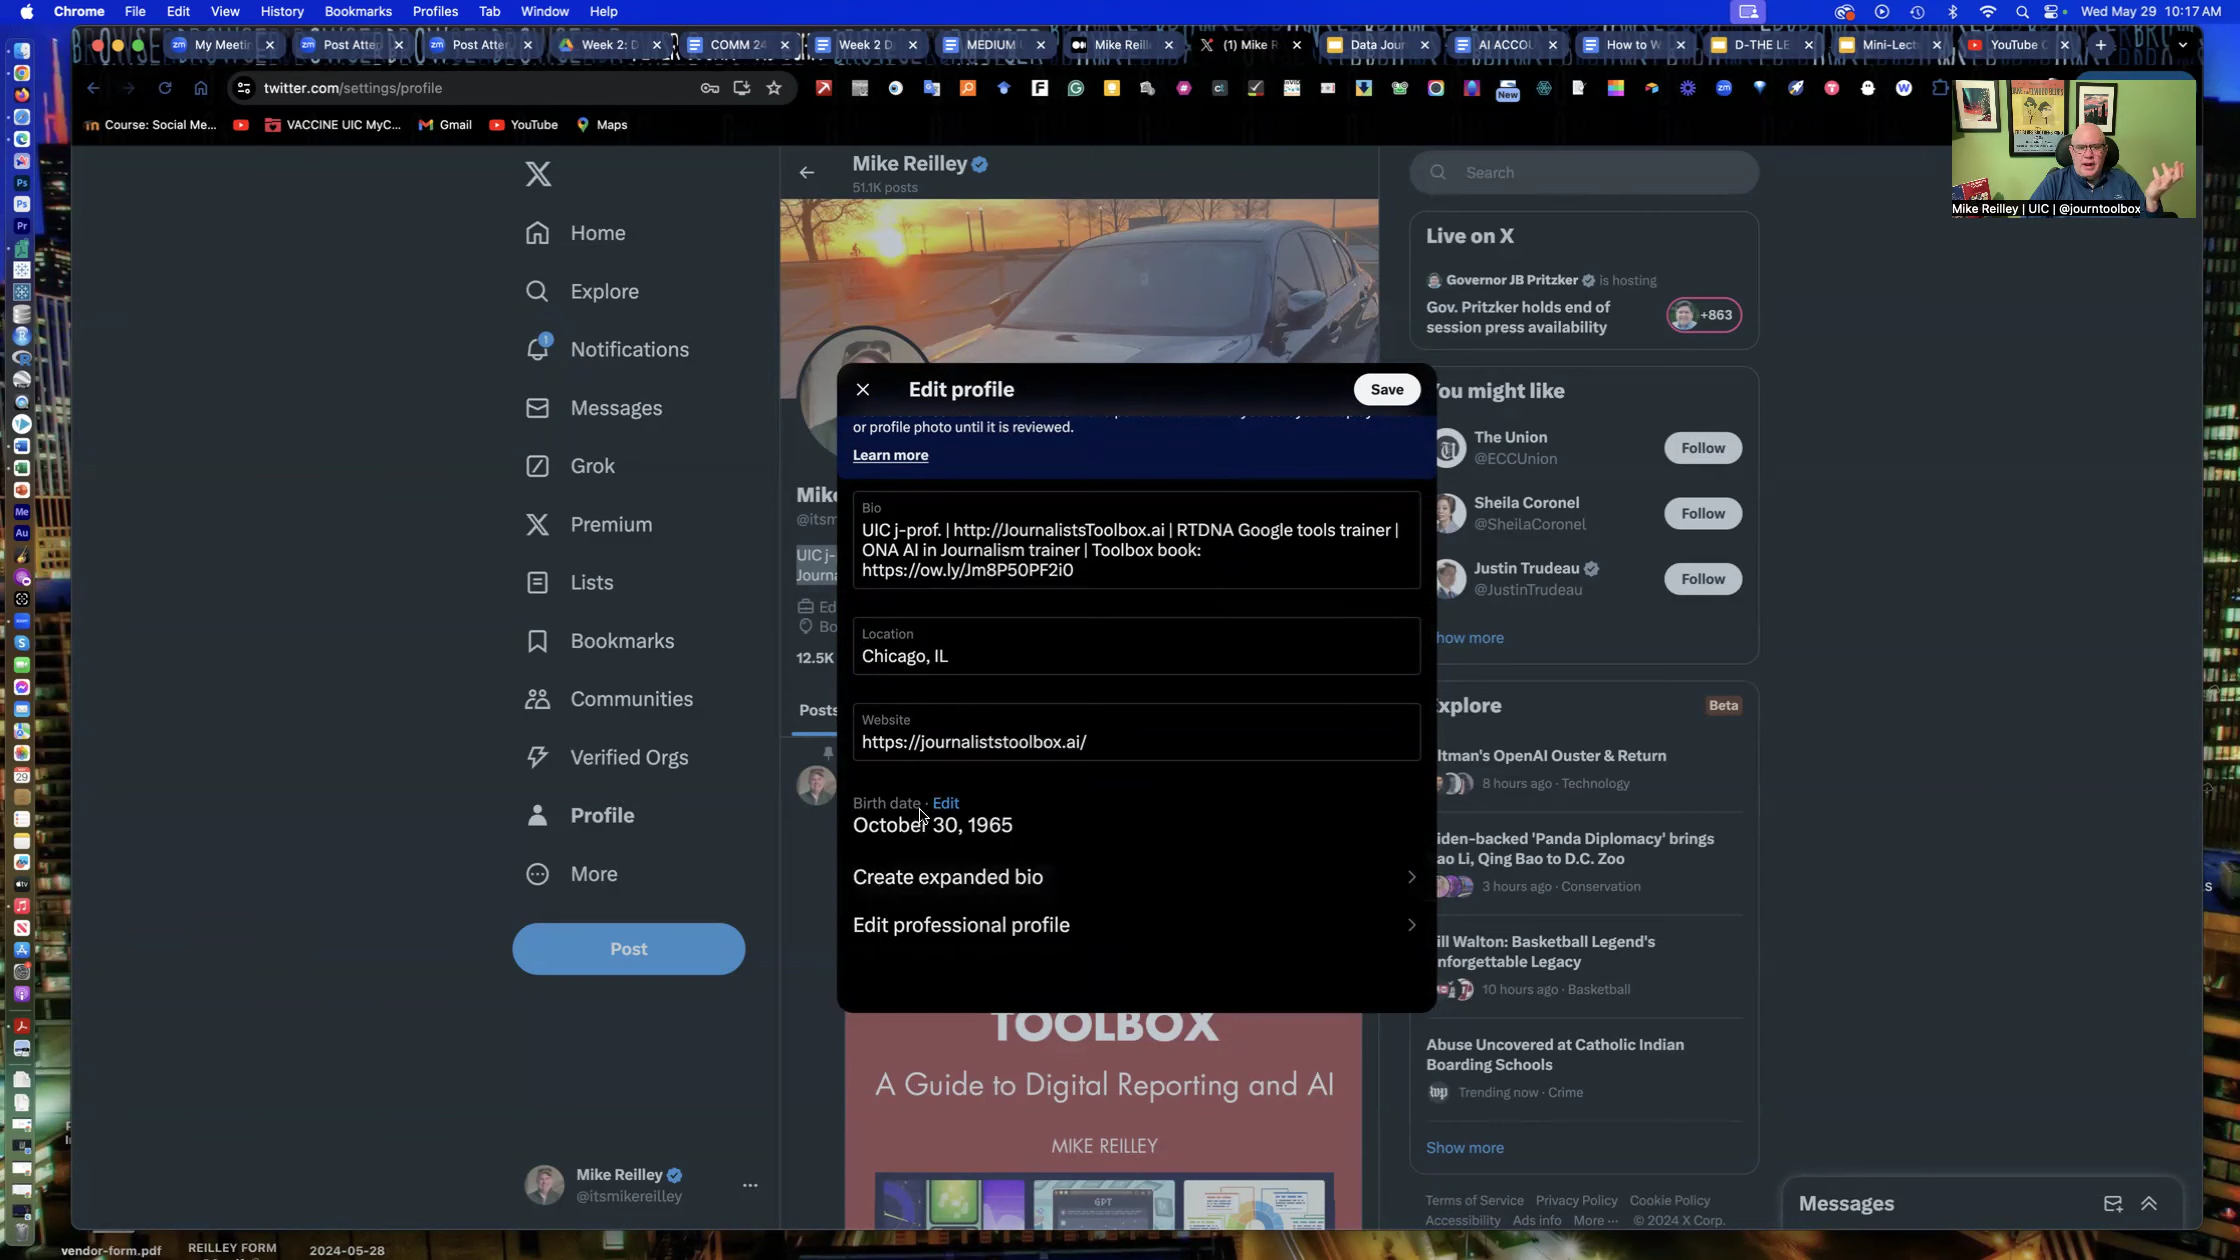 Chrome File Edit View History Bookmarks Profiles Tab Window Help
Wed May 29 10:17 AM
My Meetin
Post Attep
Post Atter
Week 2: D
COMM 24
Week 2 D
MEDIUM
Mike Reill
(1) Mike R
Data Jour
AI ACCOU
How to W
D-THE LE
Mini-Lect
YouTube C
twitter.com/settings/profile
New
Course: Social Me...
VACCINE UIC MyC...
Gmail
YouTube
Maps
Mike Reilley | UIC | @journtoolbox
Home
Explore
1
Notifications
Messages
Grok
Premium
Lists
Bookmarks
Communities
Verified Orgs
Profile
More
Post
Mike Reilley
@itsmikereilley
Mike Reilley
51.1K posts
Mike
@itsm
UIC j-
Journa
Ed
Bo
12.5K
Posts
Edit profile
Save
or profile photo until it is reviewed.
Learn more
Bio
UIC j-prof. | http://JournalistsToolbox.ai | RTDNA Google tools trainer |
ONA AI in Journalism trainer | Toolbox book:
https://ow.ly/Jm8P50PF2i0
Location
Chicago, IL
Website
https://journaliststoolbox.ai/
Birth date · Edit
October 30, 1965
Create expanded bio
Edit professional profile
TOOLBOX
A Guide to Digital Reporting and AI
MIKE REILLEY
GPT
Search
Live on X
Governor JB Pritzker is hosting
Gov. Pritzker holds end of
session press availability
+863
You might like
The Union
@ECCUnion
Follow
Sheila Coronel
@SheilaCoronel
Follow
Justin Trudeau
@JustinTrudeau
Follow
how more
xplore
Beta
ltman's OpenAI Ouster & Return
8 hours ago · Technology
iden-backed 'Panda Diplomacy' brings
ao Li, Qing Bao to D.C. Zoo
3 hours ago · Conservation
ill Walton: Basketball Legend's
nforgettable Legacy
10 hours ago · Basketball
Abuse Uncovered at Catholic Indian
Boarding Schools
Trending now · Crime
Show more
Terms of Service Privacy Policy Cookie Policy
Accessibility Ads info More ··· © 2024 X Corp.
Messages
vendor-form.pdf
REILLEY FORM
2024-05-28